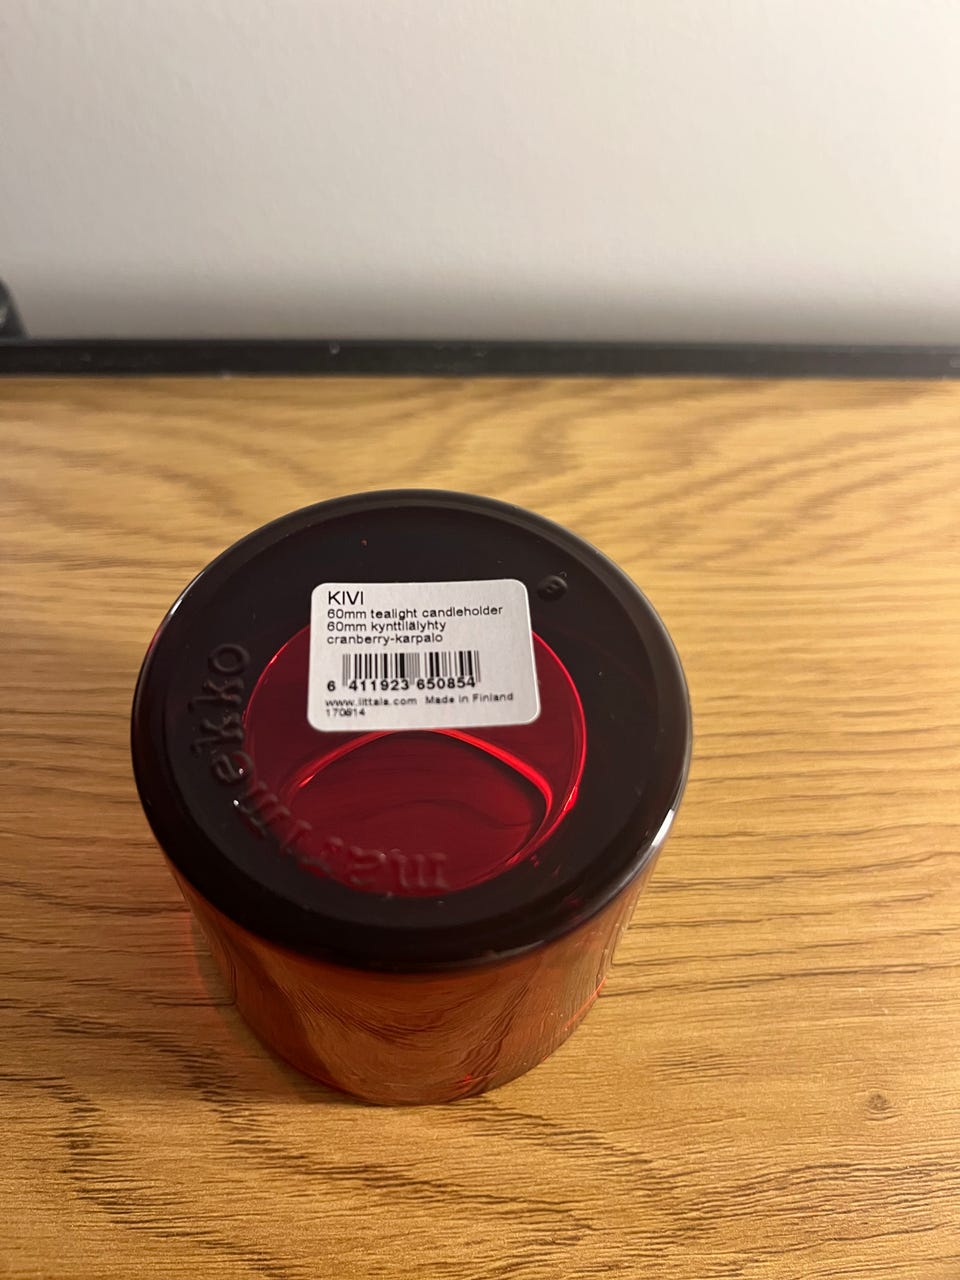 KIVI
60mm tealight candleholder
60mm kynttilälyhty
cranberry-karpalo
6 411923 650854
www.iittala.com Made in Finland
170814
marimekko